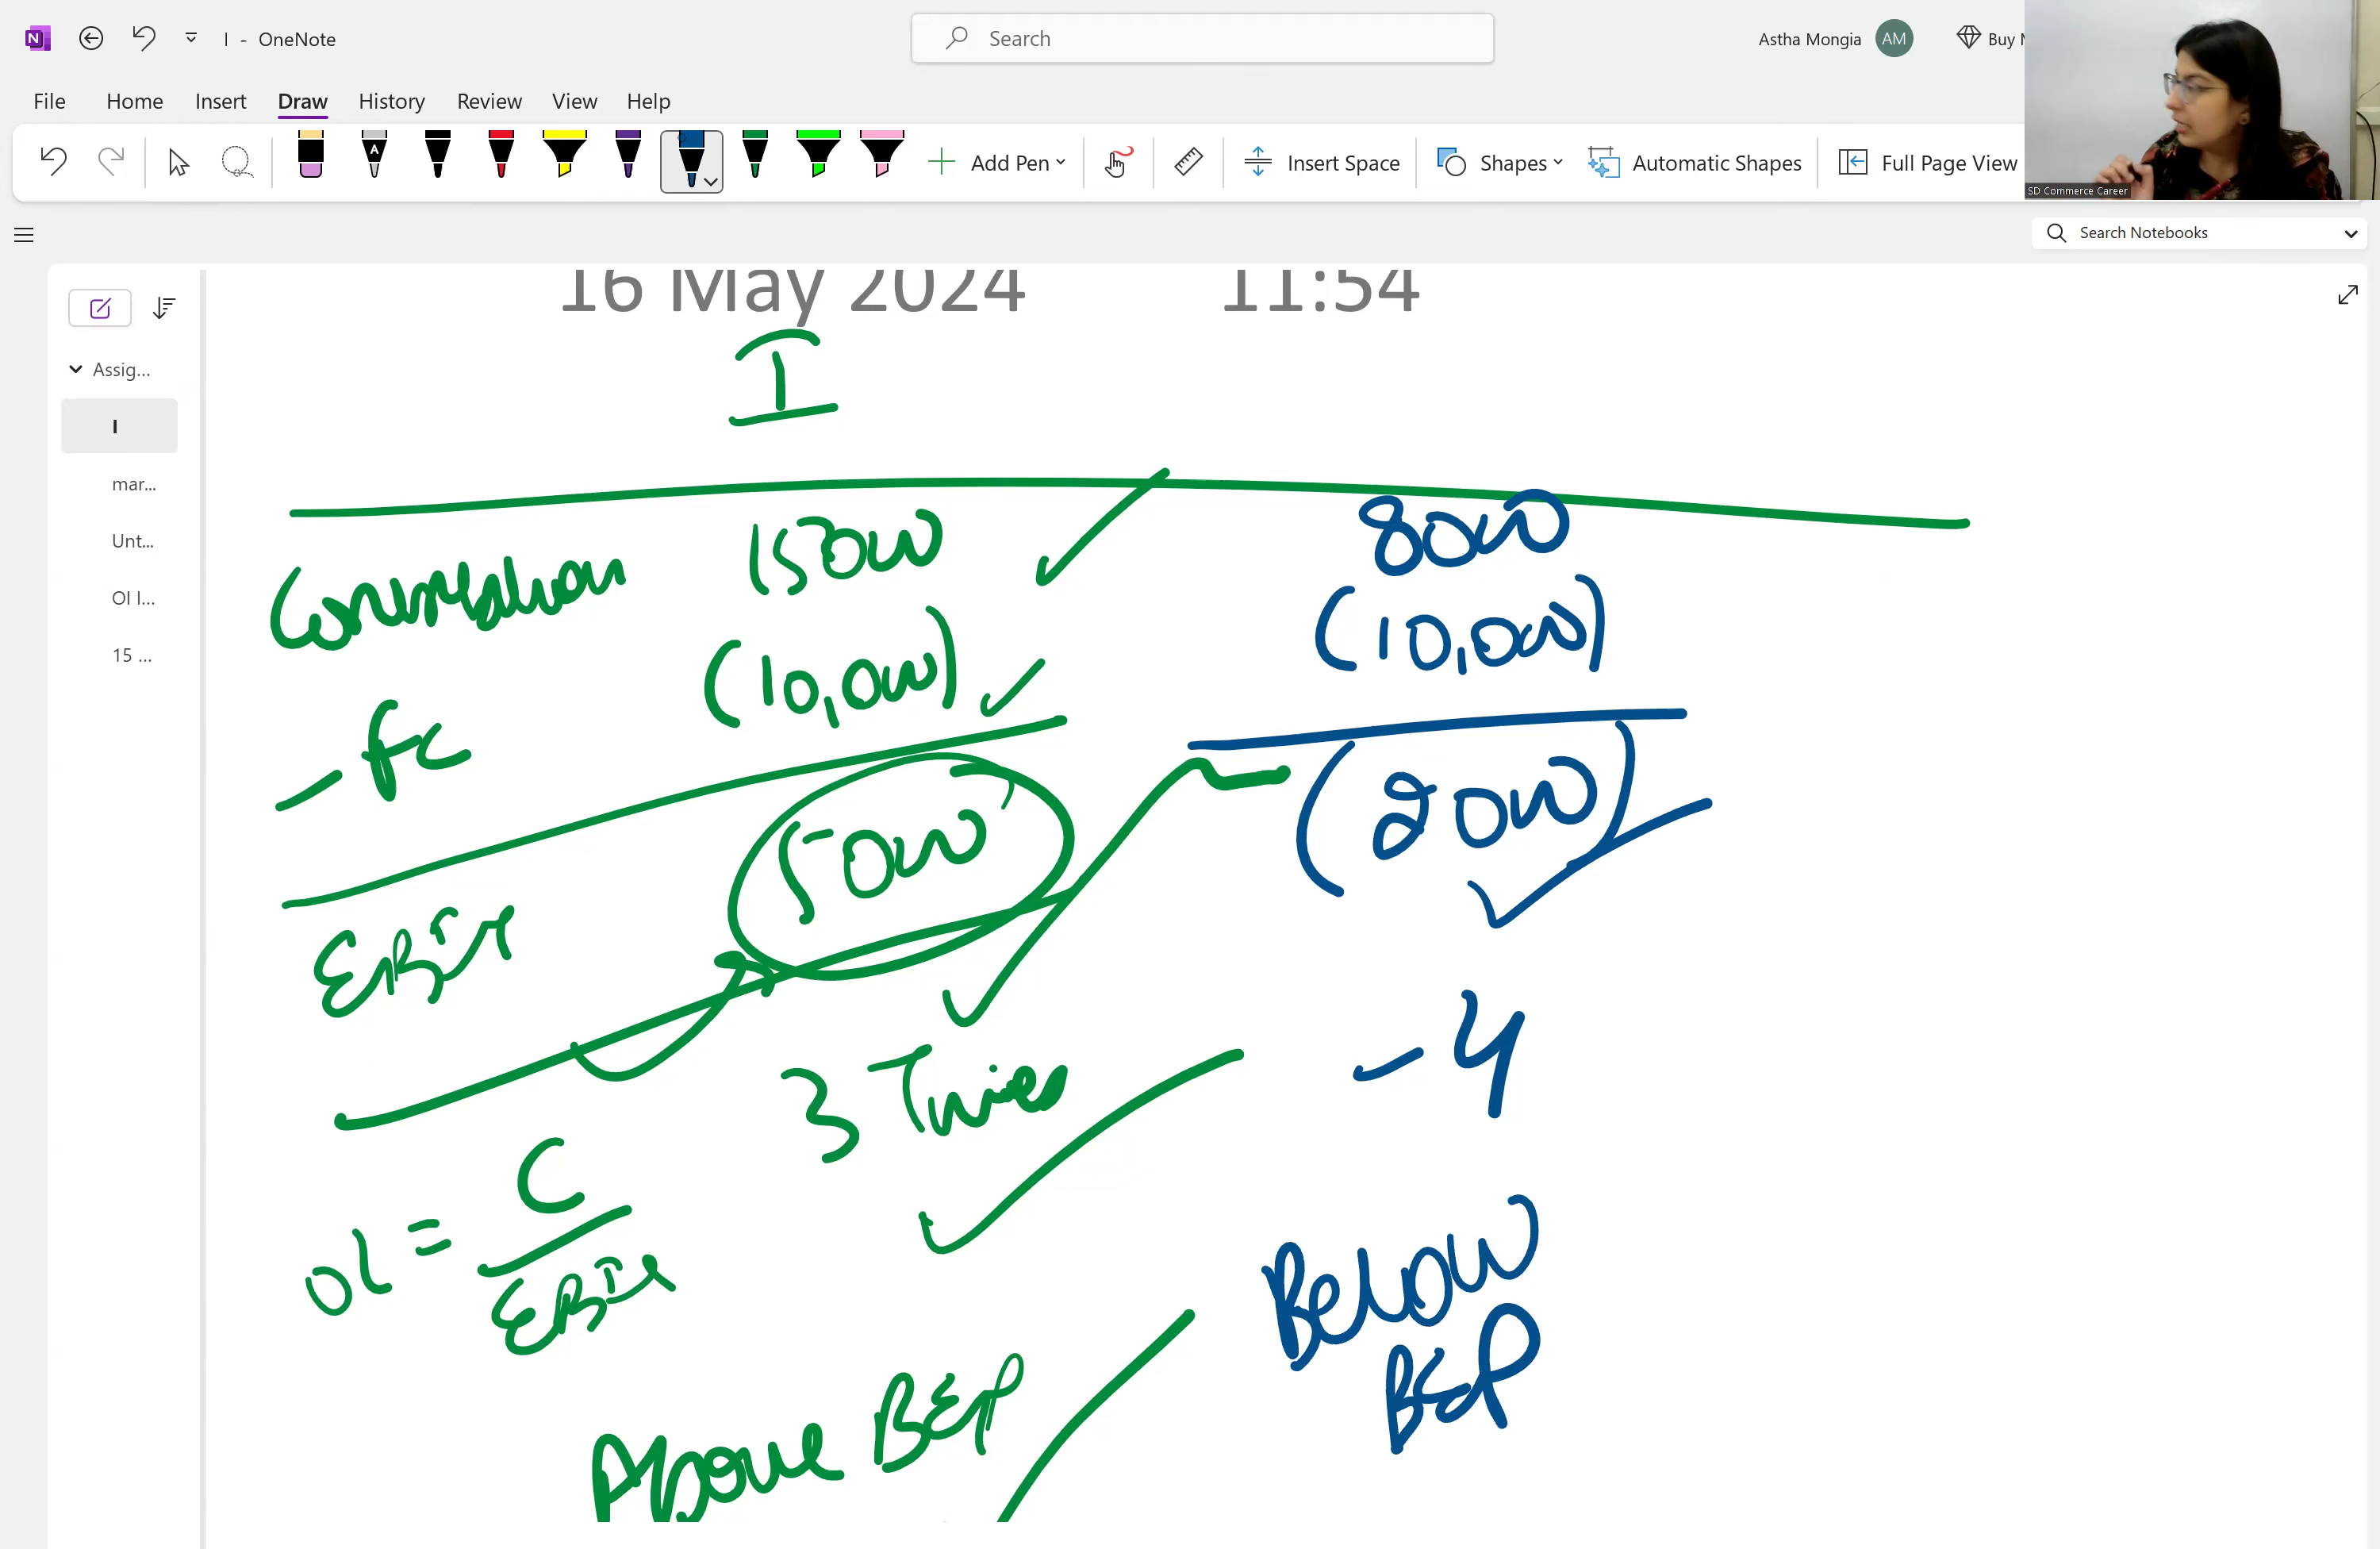 I - OneNote
Search
Astha Mongia AM
Buy
File Home Insert Draw History Review View Help
Add Pen
Insert Space
Shapes
Automatic Shapes
Full Page View
SD Commerce Career
Search Notebooks
16 May 2024 11:54
Assig...
I
mar...
Unt...
OI I...
15 ...
I
Contribution 15000 8000
- FC (10,000) (10,000)
EBIT 5000 (2000)
3 Times - 4
OL = C
EBIT
Above BEP
Below
BEP